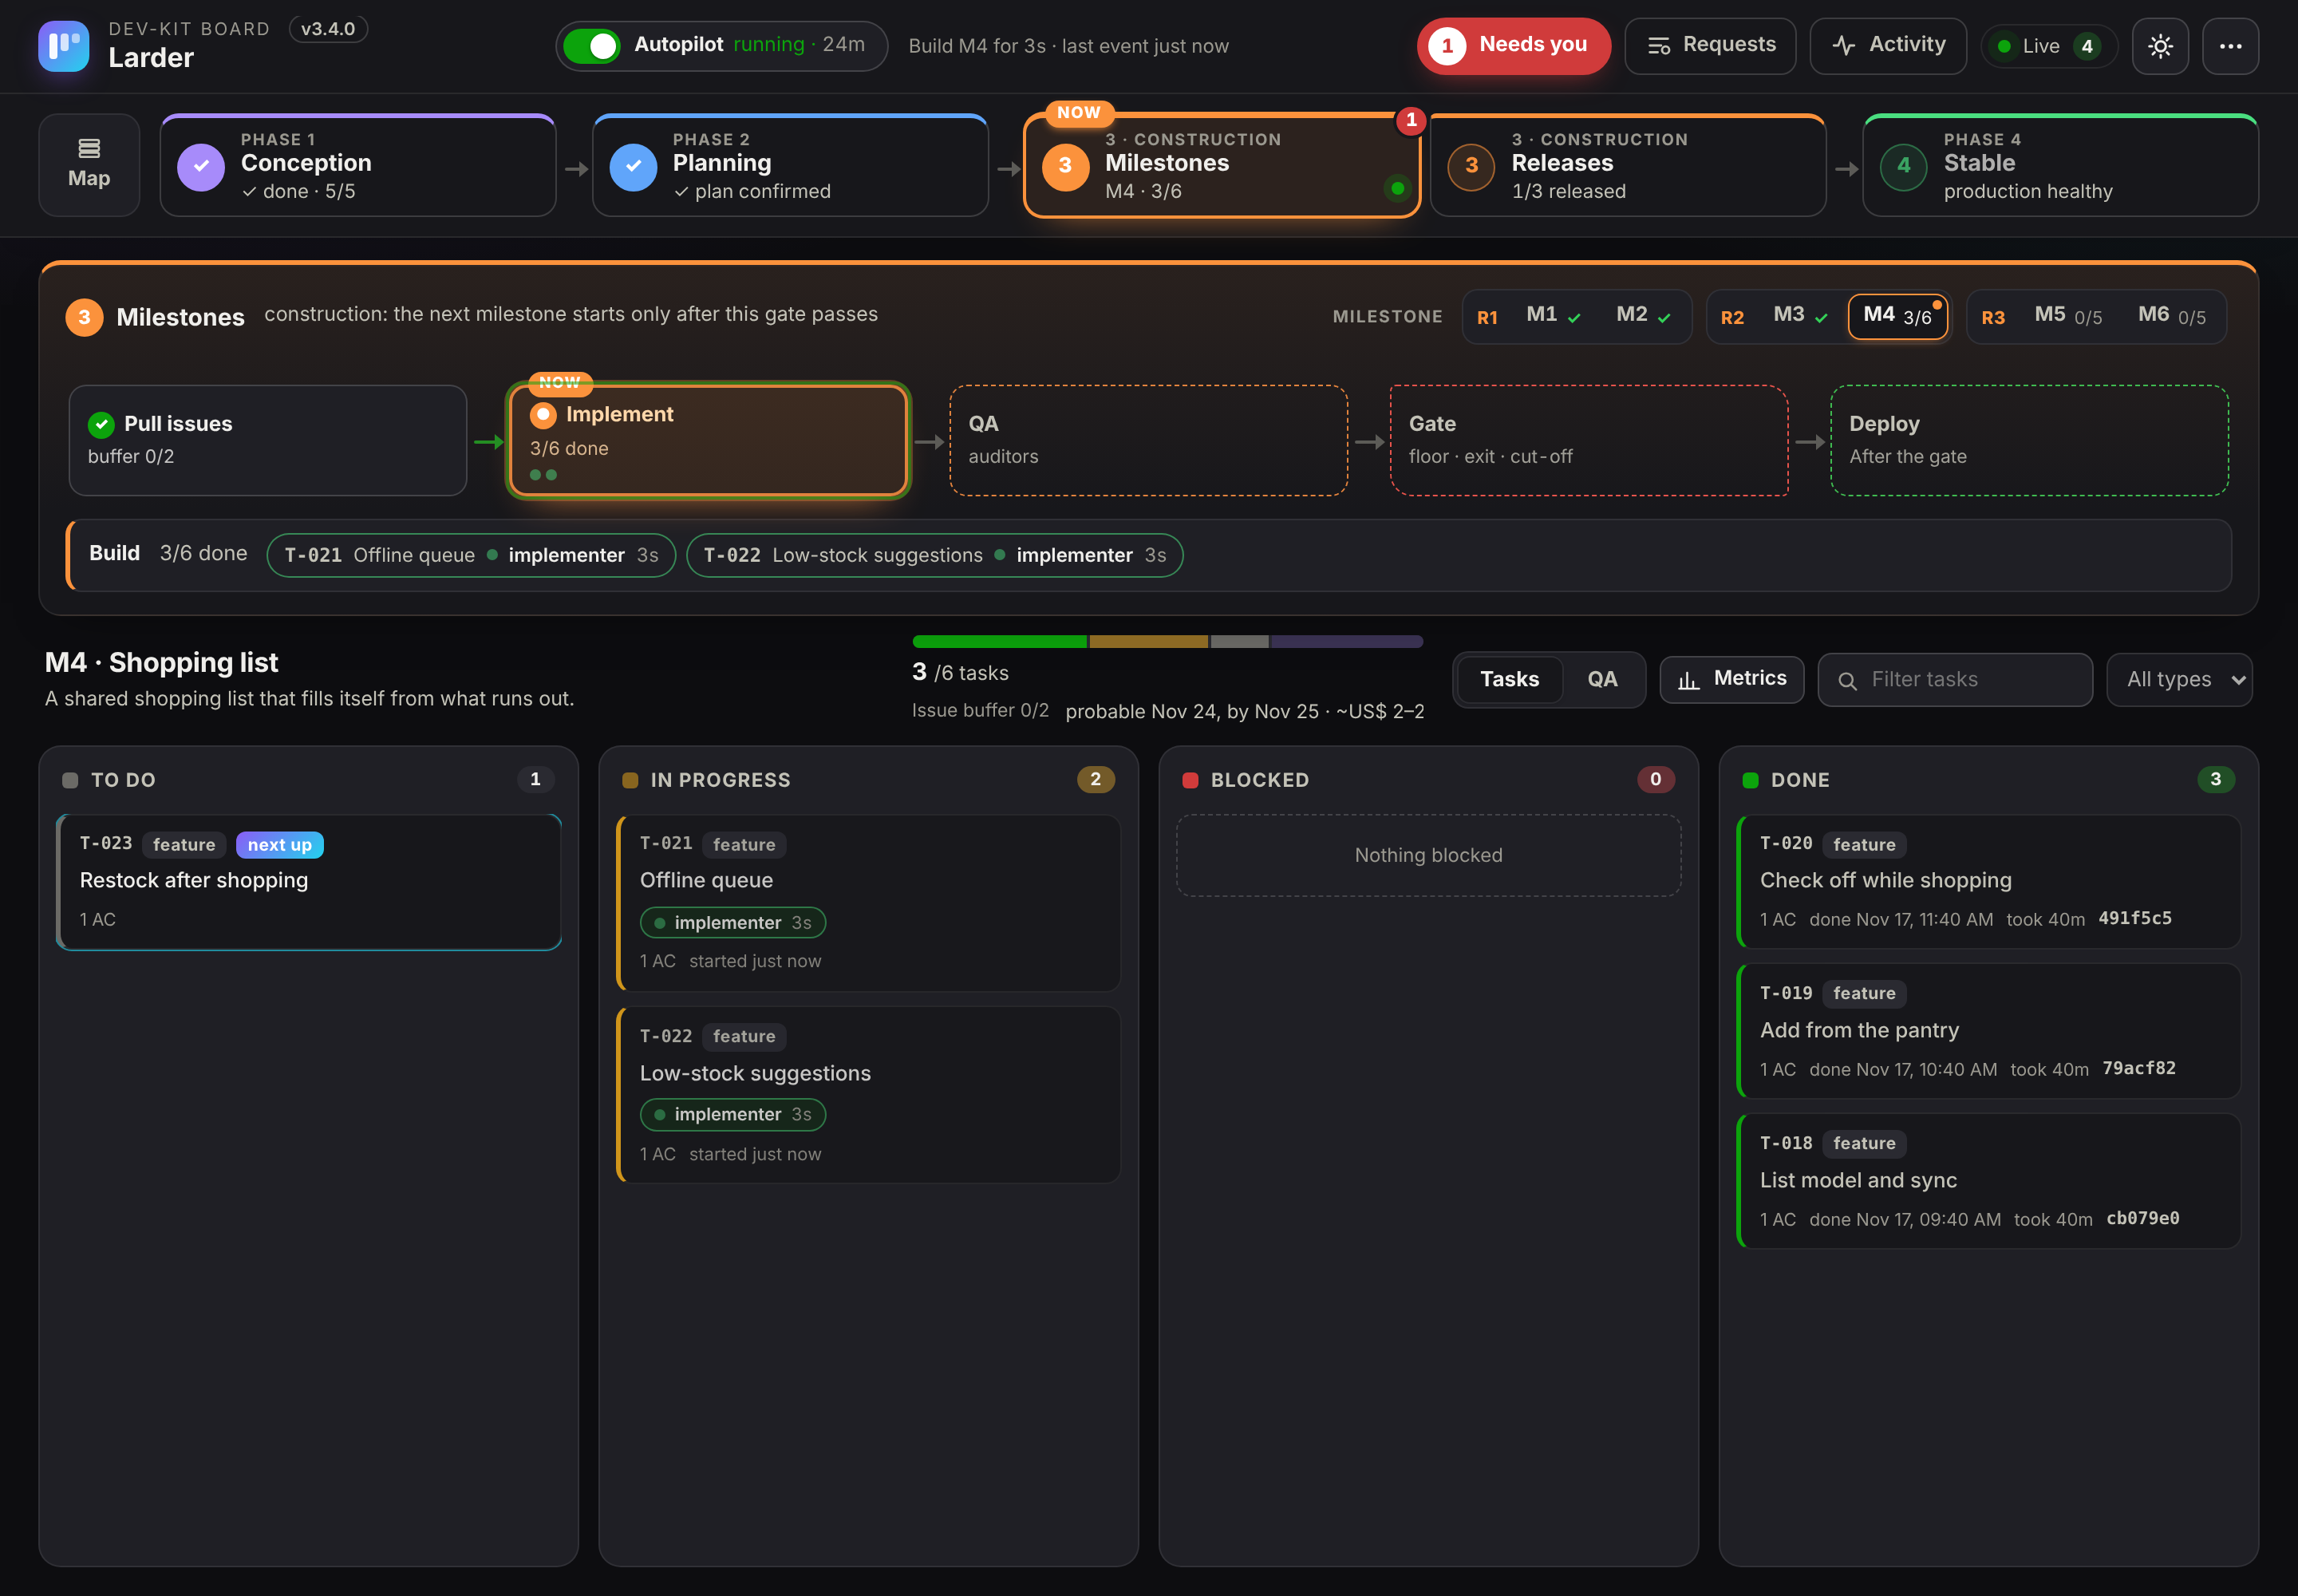 DEV-KIT BOARD v3.4.0
Larder
Autopilot running · 24m
Build M4 for 3s · last event just now
1 Needs you
Requests
Activity
Live 4
Map
PHASE 1
Conception
✓ done · 5/5
PHASE 2
Planning
✓ plan confirmed
NOW
1
3
3 · CONSTRUCTION
Milestones
M4 · 3/6
3
3 · CONSTRUCTION
Releases
1/3 released
4
PHASE 4
Stable
production healthy
3 Milestones construction: the next milestone starts only after this gate passes
MILESTONE R1 M1 ✓ M2 ✓ R2 M3 ✓ M4 3/6 R3 M5 0/5 M6 0/5
Pull issues
buffer 0/2
NOW
Implement
3/6 done
QA
auditors
Gate
floor · exit · cut-off
Deploy
After the gate
Build 3/6 done T-021 Offline queue implementer 3s T-022 Low-stock suggestions implementer 3s
M4 · Shopping list
A shared shopping list that fills itself from what runs out.
3 /6 tasks
Issue buffer 0/2 probable Nov 24, by Nov 25 · ~US$ 2–2
Tasks QA Metrics Filter tasks All types
TO DO 1
T-023 feature next up
Restock after shopping
1 AC
IN PROGRESS 2
T-021 feature
Offline queue
implementer 3s
1 AC started just now
T-022 feature
Low-stock suggestions
implementer 3s
1 AC started just now
BLOCKED 0
Nothing blocked
DONE 3
T-020 feature
Check off while shopping
1 AC done Nov 17, 11:40 AM took 40m 491f5c5
T-019 feature
Add from the pantry
1 AC done Nov 17, 10:40 AM took 40m 79acf82
T-018 feature
List model and sync
1 AC done Nov 17, 09:40 AM took 40m cb079e0